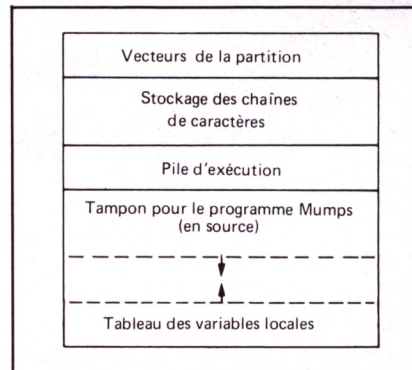 Vecteurs de la partition
Stockage des chaînes
de caractères
Pile d'exécution
Tampon pour le programme Mumps
(en source)
Tableau des variables locales